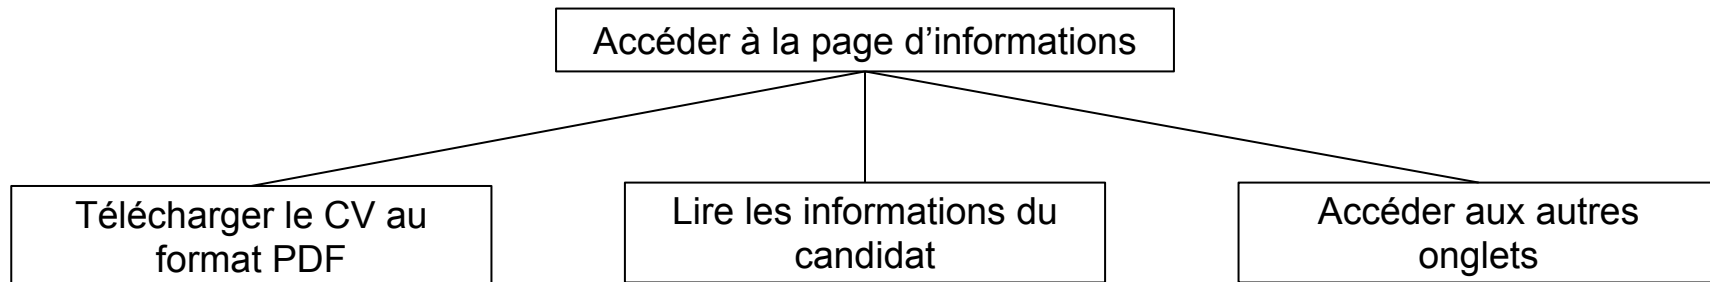 Accéder à la page d’informations
Télécharger le CV au
format PDF
Lire les informations du
candidat
Accéder aux autres
onglets